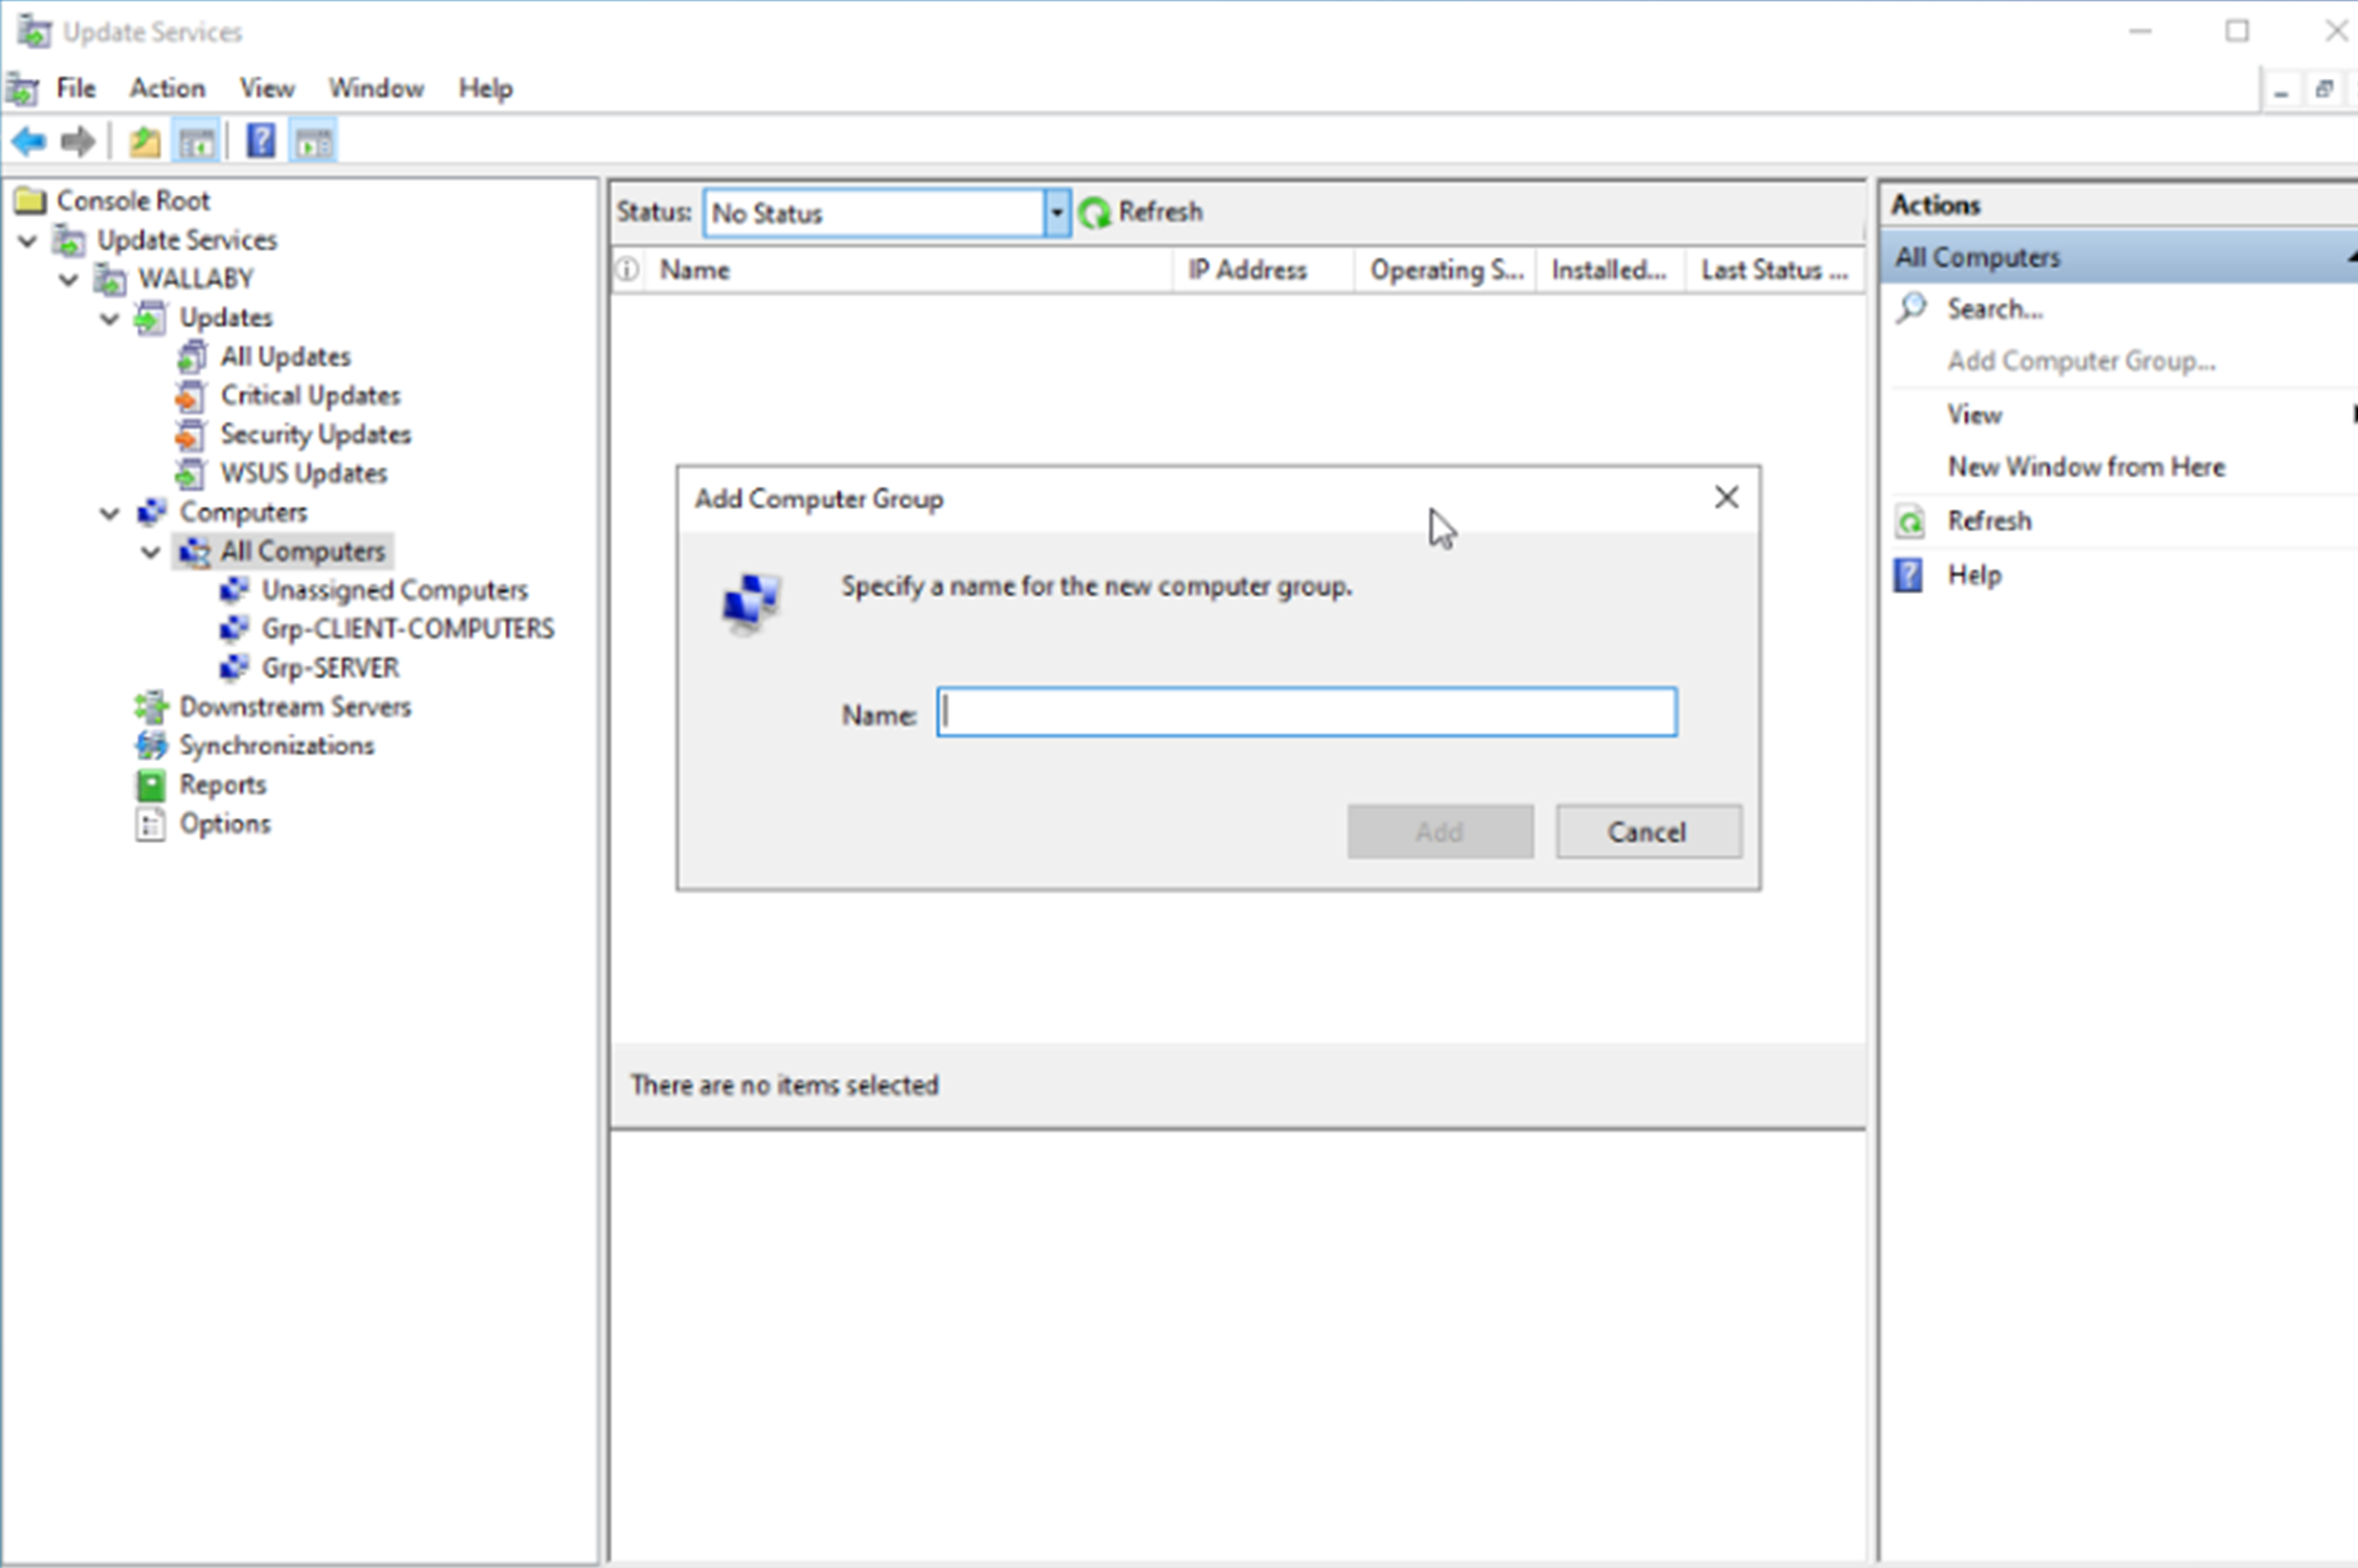 Update Services
File Action View Window Help
Console Root
Update Services
WALLABY
Updates
All Updates
Critical Updates
Security Updates
WSUS Updates
Computers
All Computers
Unassigned Computers
Grp-CLIENT-COMPUTERS
Grp-SERVER
Downstream Servers
Synchronizations
Reports
Options
Status: No Status Refresh
Name IP Address Operating S... Installed... Last Status ...
Add Computer Group
Specify a name for the new computer group.
Name:
Add Cancel
There are no items selected
Actions
All Computers
Search...
Add Computer Group...
View
New Window from Here
Refresh
Help